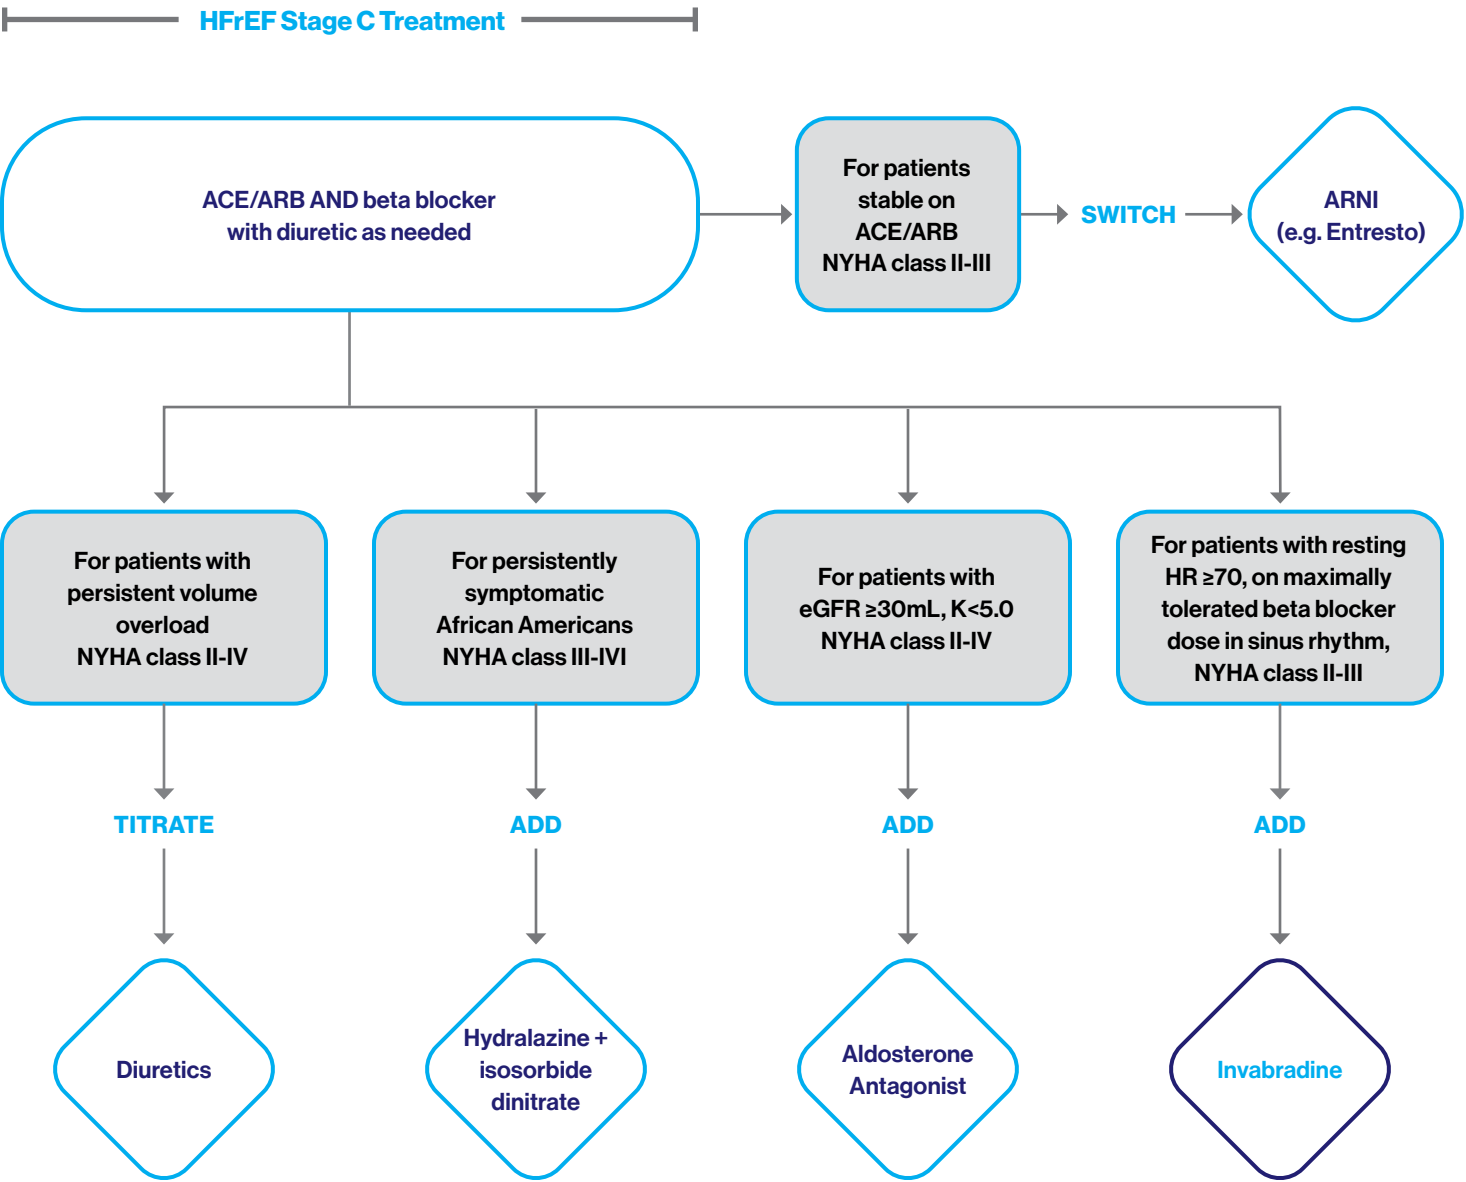 HFrEF Stage C Treatment
ACE/ARB AND beta blocker
with diuretic as needed
For patients
stable on
ACE/ARB
NYHA class II-III
SWITCH
ARNI
(e.g. Entresto)
For patients with
persistent volume
overload
NYHA class II-IV
For persistently
symptomatic
African Americans
NYHA class III-IVI
For patients with
eGFR ≥30mL, K<5.0
NYHA class II-IV
For patients with resting
HR ≥70, on maximally
tolerated beta blocker
dose in sinus rhythm,
NYHA class II-III
TITRATE
ADD
ADD
ADD
Diuretics
Hydralazine +
isosorbide
dinitrate
Aldosterone
Antagonist
Invabradine